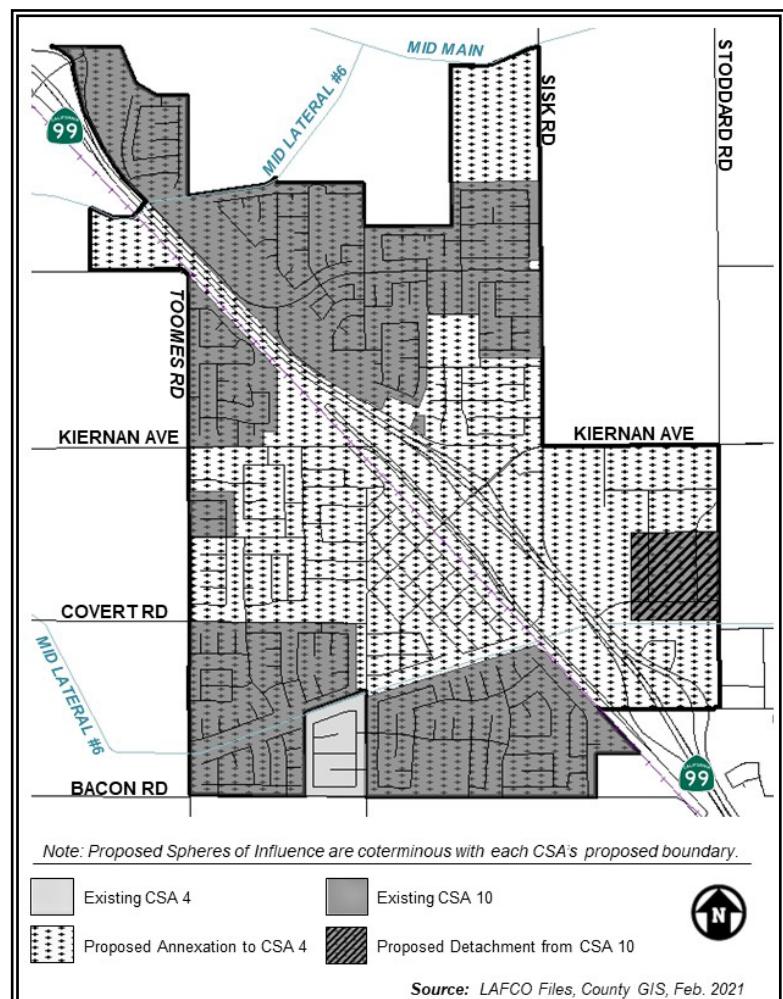 MID MAIN
STODDARD RD
SISK RD
MID LATERAL #6
CALIFORNIA
99
TOOMES RD
KIERNAN AVE
KIERNAN AVE
COVERT RD
MID LATERAL #6
BACON RD
CALIFORNIA
99
Note: Proposed Spheres of Influence are coterminous with each CSA's proposed boundary.
Existing CSA 4
Existing CSA 10
Proposed Annexation to CSA 4
Proposed Detachment from CSA 10
N
Source: LAFCO Files, County GIS, Feb. 2021